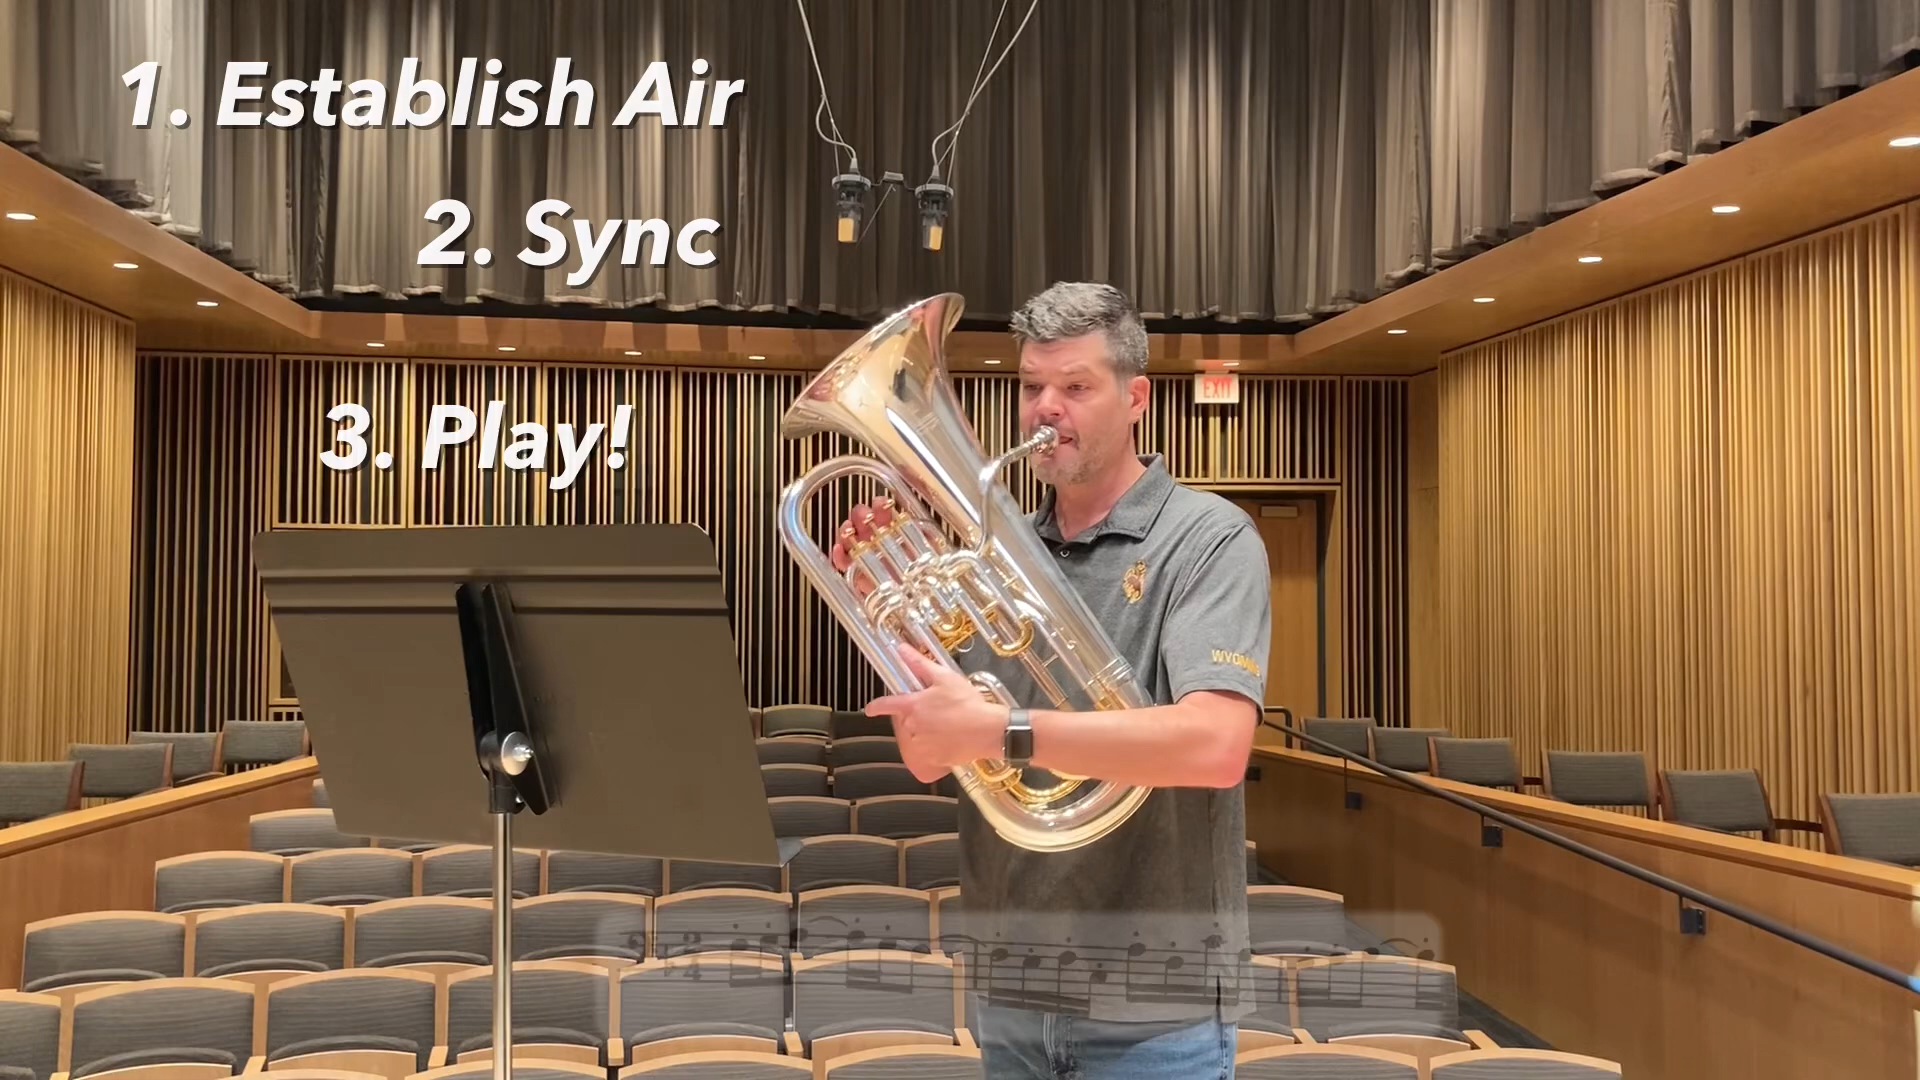 1. Establish Air
2. Sync
3. Play!
EXIT